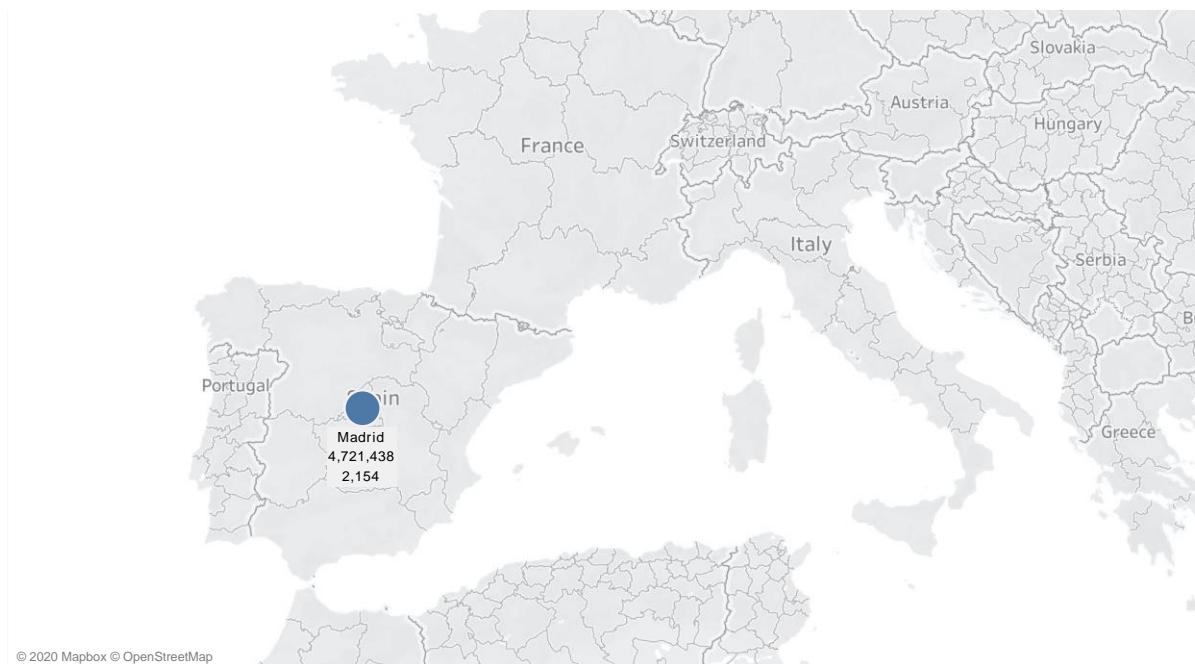 Slovakia
Austria
Hungary
France
Switzerland
Italy
Serbia
Portugal
Madrid
4,721,438
2,154
Greece
© 2020 Mapbox © OpenStreetMap